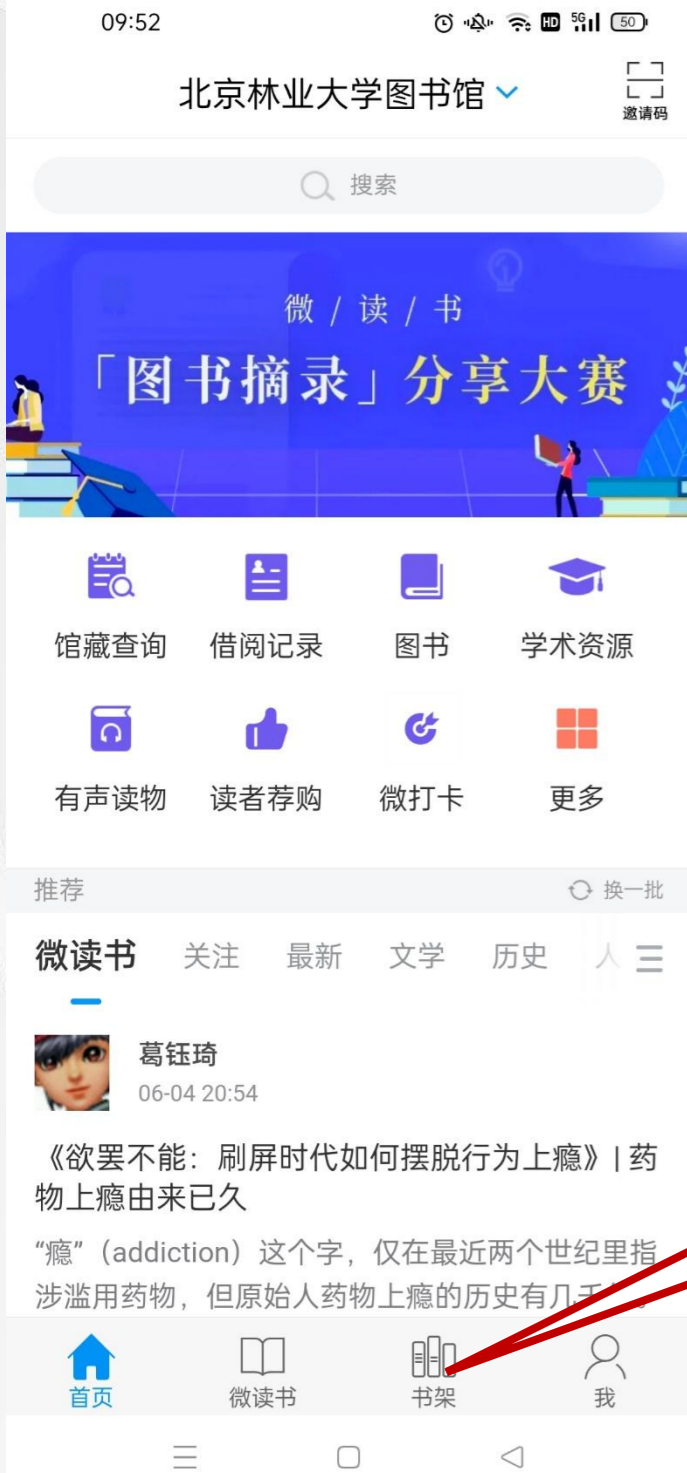 09:52
HD 5G 50
北京林业大学图书馆
邀请码
搜索
微 / 读 / 书
「图书摘录」分享大赛
馆藏查询 借阅记录 图书 学术资源
有声读物 读者荐购 微打卡 更多
推荐 换一批
微读书 关注 最新 文学 历史 人
葛钰琦
06-04 20:54
《欲罢不能：刷屏时代如何摆脱行为上瘾》| 药
物上瘾由来已久
“瘾”（addiction）这个字，仅在最近两个世纪里指
涉滥用药物，但原始人药物上瘾的历史有几千
首页 微读书 书架 我